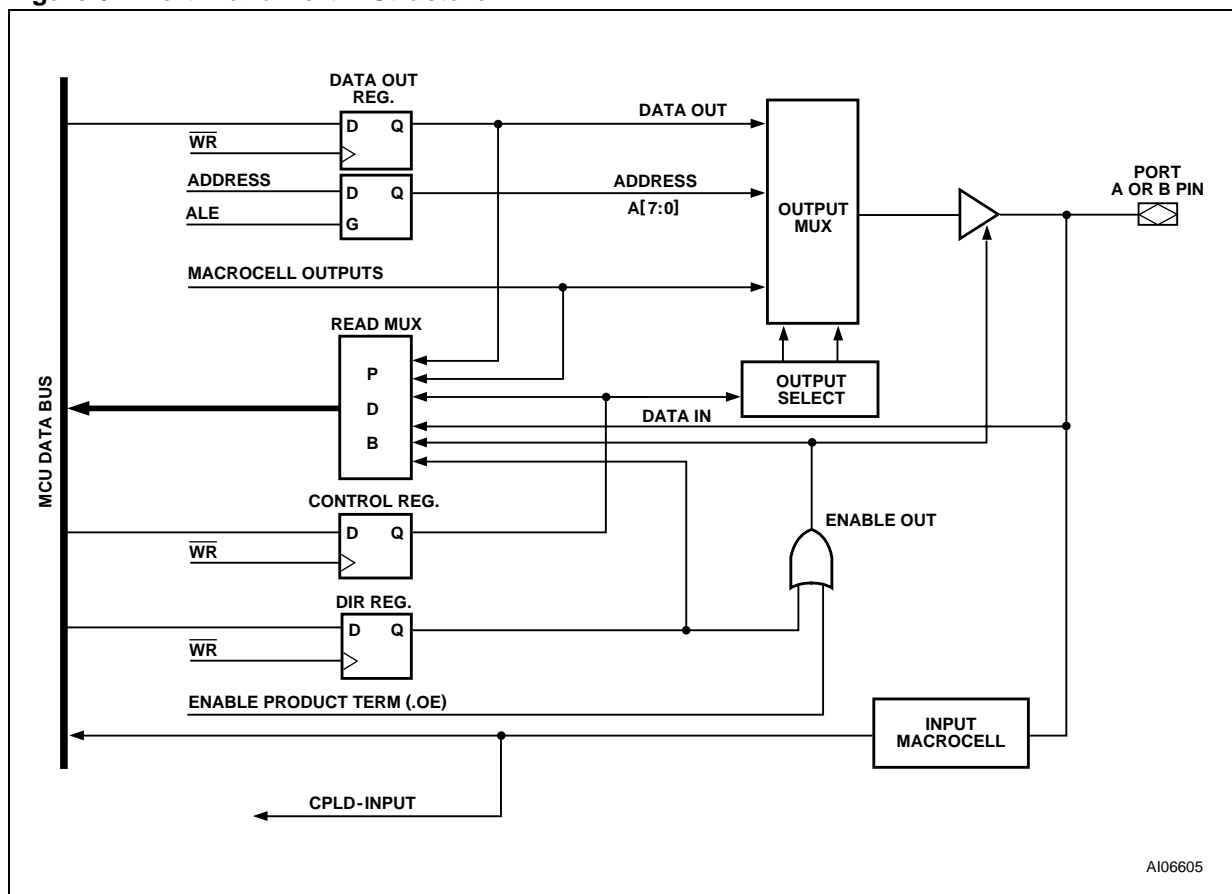 DATA OUT
REG.
D Q
WR
DATA OUT
ADDRESS
D Q
ALE
G
ADDRESS
A[7:0]
OUTPUT
MUX
PORT
A OR B PIN
MACROCELL OUTPUTS
READ MUX
P
D
B
OUTPUT
SELECT
DATA IN
MCU DATA BUS
CONTROL REG.
D Q
WR
ENABLE OUT
DIR REG.
D Q
WR
ENABLE PRODUCT TERM (.OE)
INPUT
MACROCELL
CPLD-INPUT
AI06605